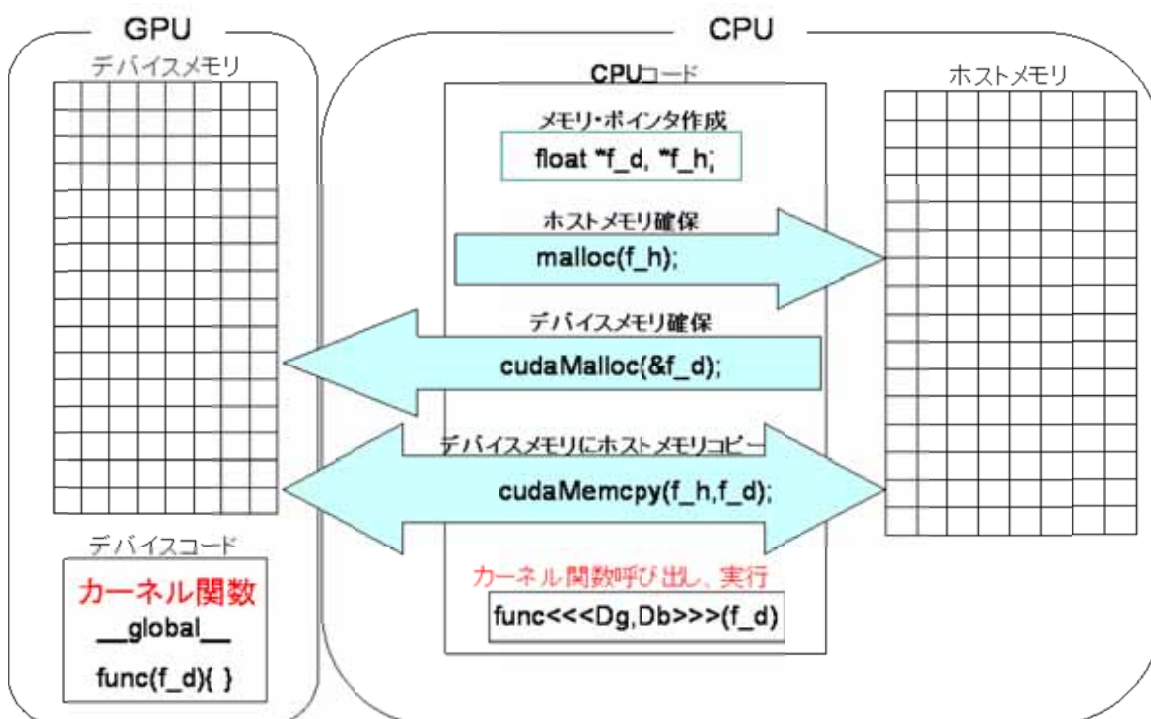 GPU
デバイスメモリ
デバイスコード
カーネル関数
__global__
func(f_d){ }
CPU
CPUコード
メモリ・ポインタ作成
float *f_d, *f_h;
ホストメモリ確保
malloc(f_h);
デバイスメモリ確保
cudaMalloc(&f_d);
デバイスメモリにホストメモリコピー
cudaMemcpy(f_h,f_d);
カーネル関数呼び出し、実行
func<<<Dg,Db>>>(f_d)
ホストメモリ